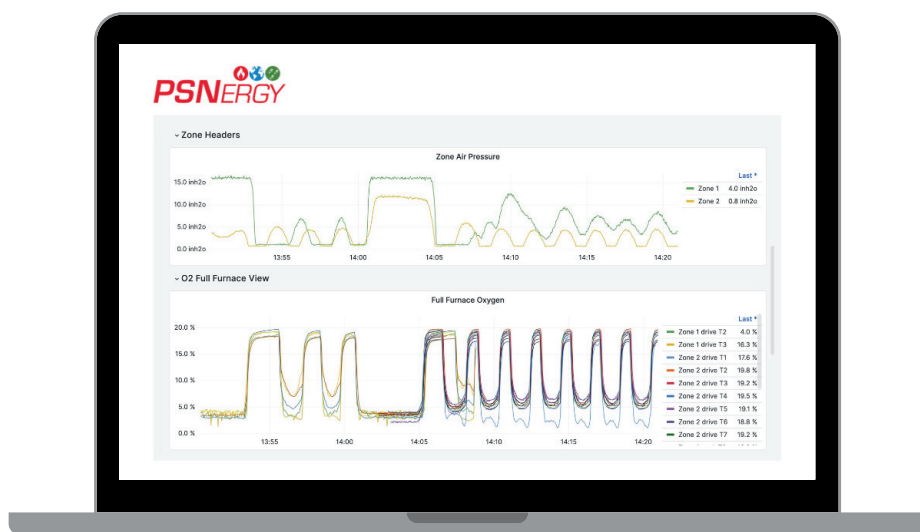 PSNERGY
Zone Headers
Zone Air Pressure
Last *
15.0 inh2o
10.0 inh2o
5.0 inh2o
0.0 inh2o
Zone 1 4.0 inh2o
Zone 2 0.8 inh2o
13:55 14:00 14:05 14:10 14:15 14:20
O2 Full Furnace View
Full Furnace Oxygen
Last *
20.0 %
15.0 %
10.0 %
5.0 %
0.0 %
Zone 1 drive T2 4.0 %
Zone 1 drive T3 16.3 %
Zone 2 drive T1 17.6 %
Zone 2 drive T2 19.8 %
Zone 2 drive T3 19.2 %
Zone 2 drive T4 19.5 %
Zone 2 drive T5 19.1 %
Zone 2 drive T6 18.8 %
Zone 2 drive T7 19.2 %
13:55 14:00 14:05 14:10 14:15 14:20